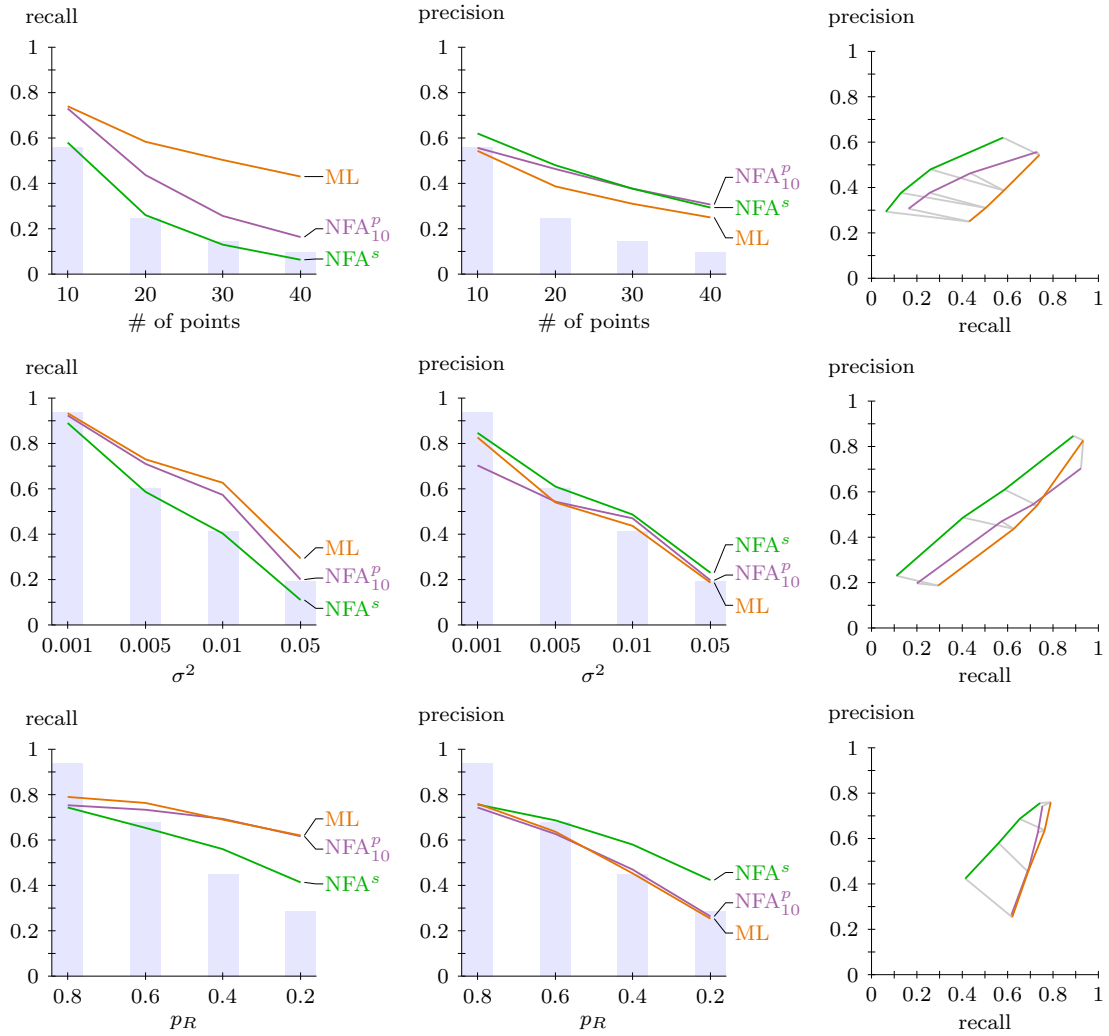 recall
1
0.8
0.6
0.4
0.2
0
10 20 30 40
# of points
ML
NFA^p_10
NFA^s
precision
1
0.8
0.6
0.4
0.2
0
10 20 30 40
# of points
NFA^p_10
NFA^s
ML
precision
1
0.8
0.6
0.4
0.2
0
0 0.2 0.4 0.6 0.8 1
recall
recall
1
0.8
0.6
0.4
0.2
0
0.001 0.005 0.01 0.05
σ²
ML
NFA^p_10
NFA^s
precision
1
0.8
0.6
0.4
0.2
0
0.001 0.005 0.01 0.05
σ²
NFA^s
NFA^p_10
ML
precision
1
0.8
0.6
0.4
0.2
0
0 0.2 0.4 0.6 0.8 1
recall
recall
1
0.8
0.6
0.4
0.2
0
0.8 0.6 0.4 0.2
p_R
ML
NFA^p_10
NFA^s
precision
1
0.8
0.6
0.4
0.2
0
0.8 0.6 0.4 0.2
p_R
NFA^s
NFA^p_10
ML
precision
1
0.8
0.6
0.4
0.2
0
0 0.2 0.4 0.6 0.8 1
recall